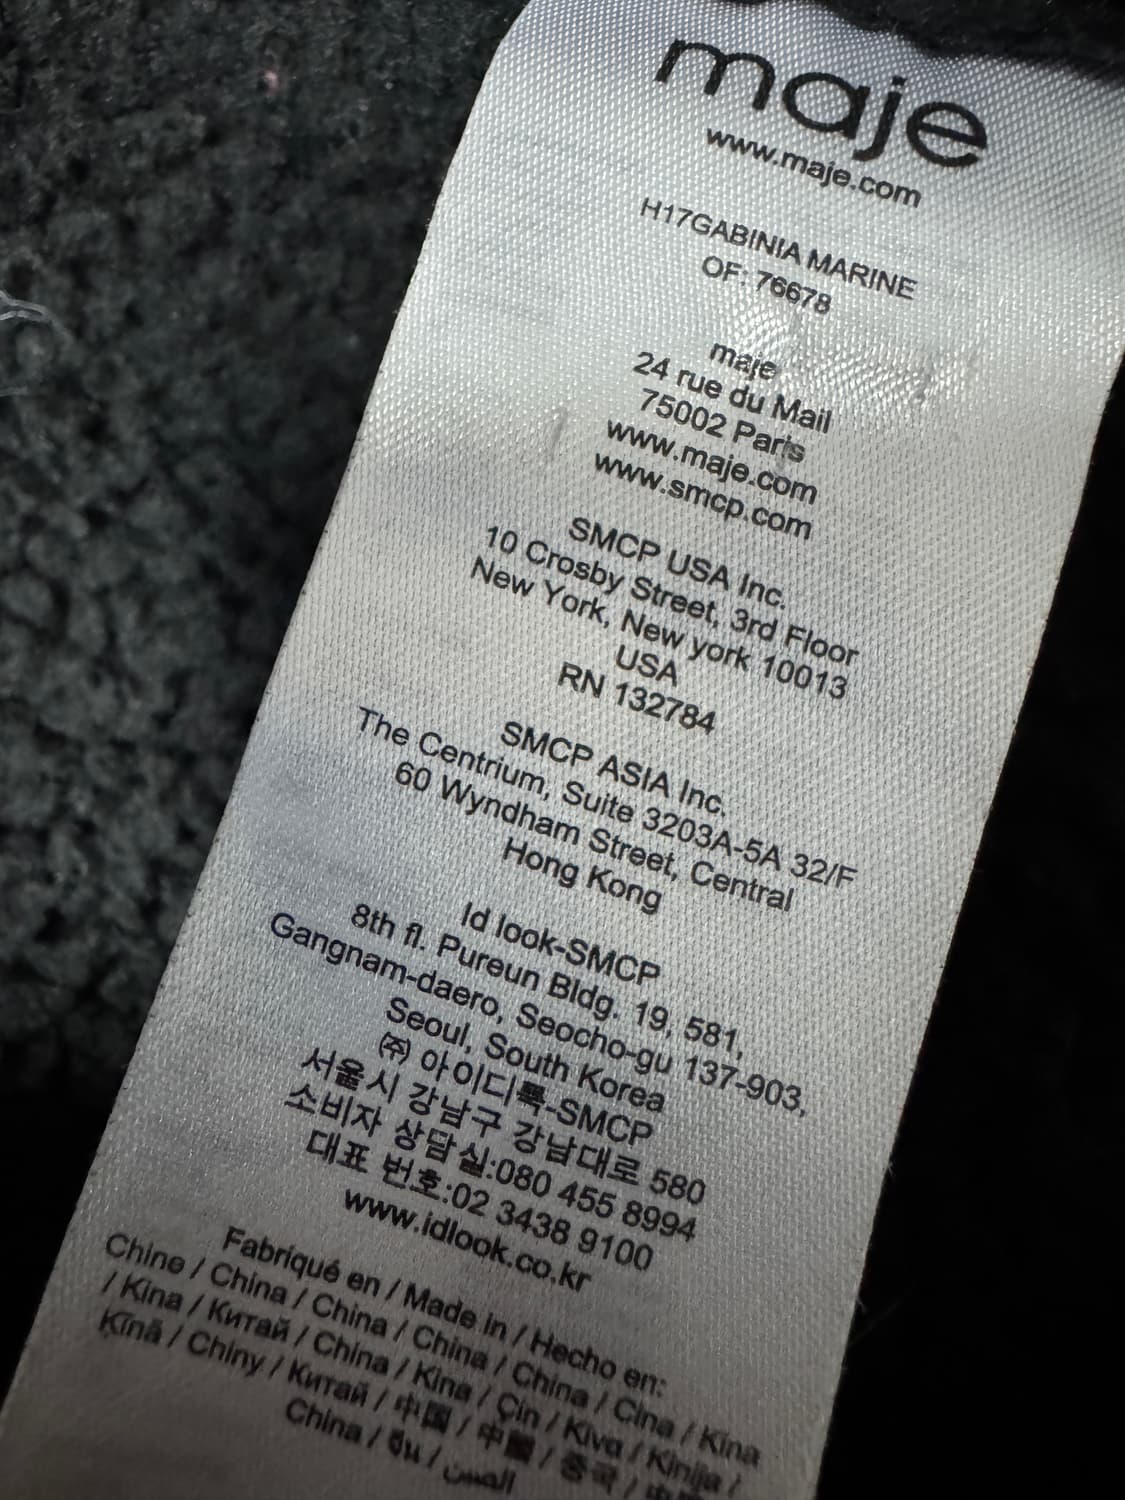 maje
www.maje.com
H17GABINIA MARINE
OF: 76678
maje
24 rue du Mail
75002 Paris
www.maje.com
www.smcp.com
SMCP USA Inc.
10 Crosby Street, 3rd Floor
New York, New york 10013
USA
RN 132784
SMCP ASIA Inc.
The Centrium, Suite 3203A-5A 32/F
60 Wyndham Street, Central
Hong Kong
Id look-SMCP
8th fl. Pureun Bldg. 19, 581,
Gangnam-daero, Seocho-gu 137-903,
Seoul, South Korea
㈜ 아이디룩-SMCP
서울시 강남구 강남대로 580
소비자 상담실:080 455 8994
대표 번호:02 3438 9100
www.idlook.co.kr
Fabriqué en / Made in / Hecho en:
Chine / China / China / China / China / Cina / Kina
/ Kina / Китай / China / Kina / Çin / Kiva / Kinija /
Ķīnā / Chiny / Китай / 中国 / 中國 / 중국 /
China / จีน / الصين